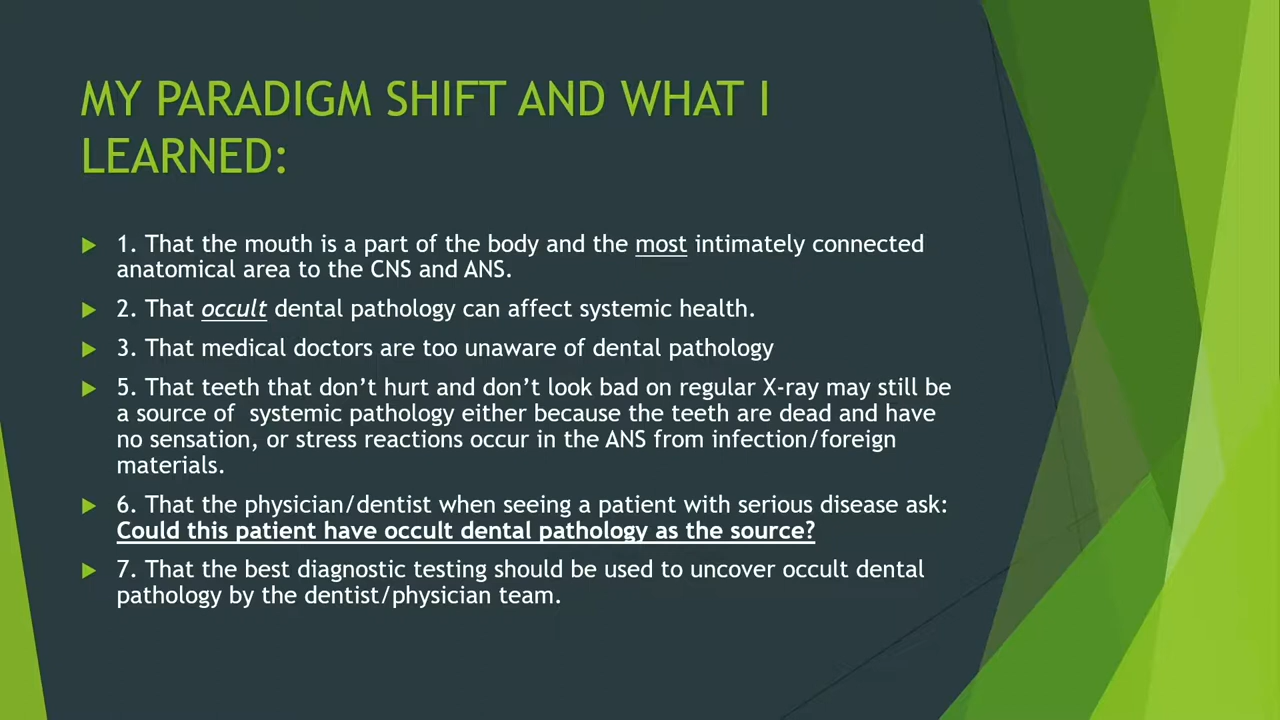 MY PARADIGM SHIFT AND WHAT I
LEARNED:
1. That the mouth is a part of the body and the most intimately connected
anatomical area to the CNS and ANS.
2. That occult dental pathology can affect systemic health.
3. That medical doctors are too unaware of dental pathology
5. That teeth that don’t hurt and don’t look bad on regular X-ray may still be
a source of  systemic pathology either because the teeth are dead and have
no sensation, or stress reactions occur in the ANS from infection/foreign
materials.
6. That the physician/dentist when seeing a patient with serious disease ask:
Could this patient have occult dental pathology as the source?
7. That the best diagnostic testing should be used to uncover occult dental
pathology by the dentist/physician team.